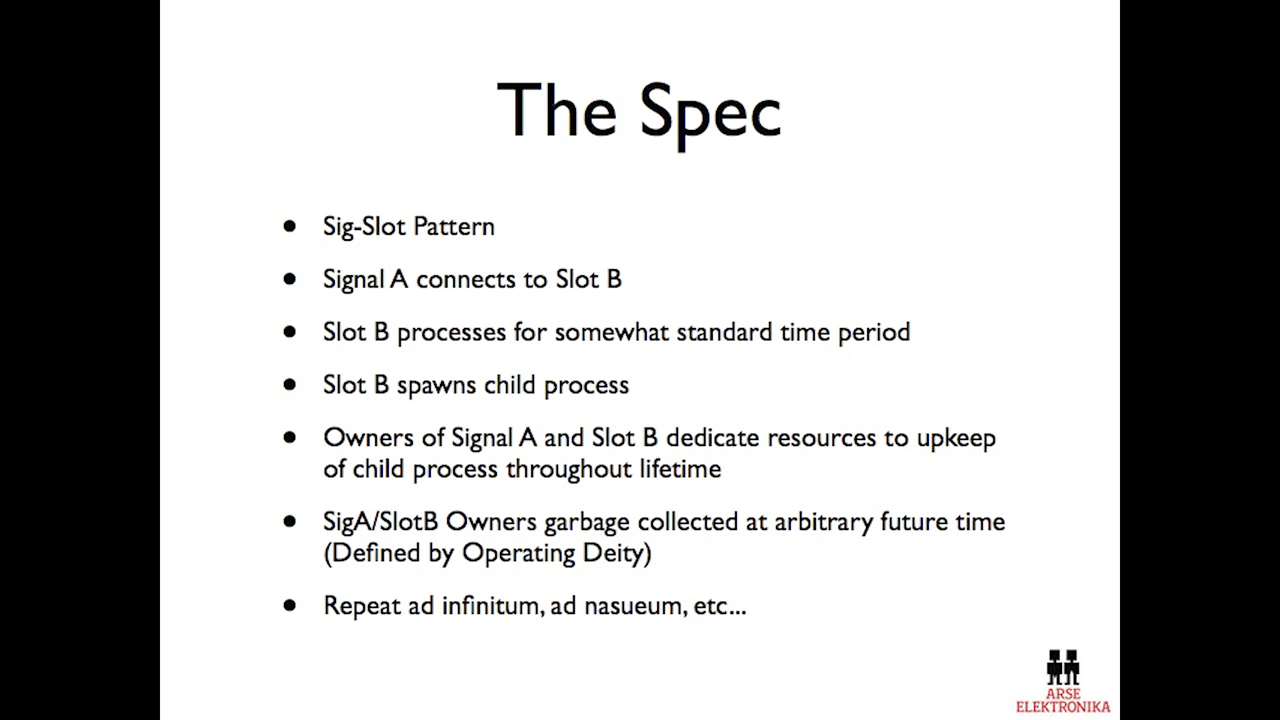 The Spec
• Sig-Slot Pattern
• Signal A connects to Slot B
• Slot B processes for somewhat standard time period
• Slot B spawns child process
• Owners of Signal A and Slot B dedicate resources to upkeep
of child process throughout lifetime
• SigA/SlotB Owners garbage collected at arbitrary future time
(Defined by Operating Deity)
• Repeat ad infinitum, ad nasueum, etc...
ARSE
ELEKTRONIKA